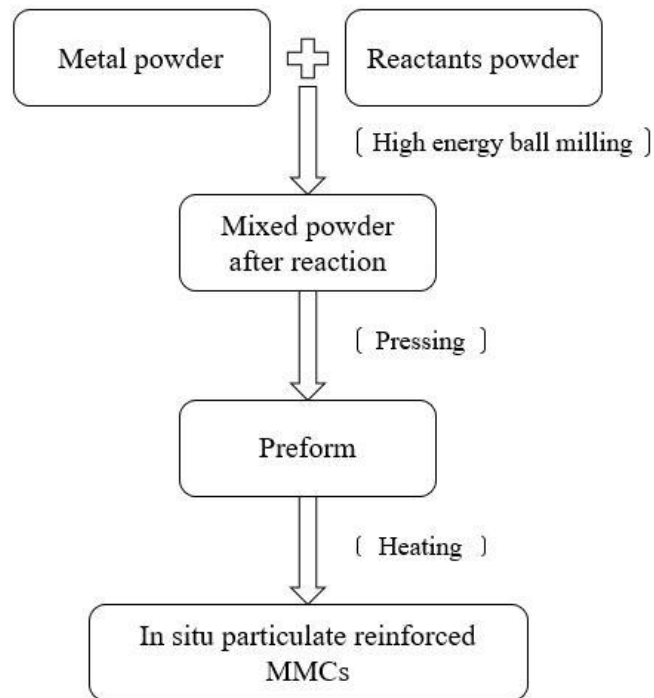 Metal powder
Reactants powder
〔 High energy ball milling 〕
Mixed powder
after reaction
〔 Pressing 〕
Preform
〔 Heating 〕
In situ particulate reinforced
MMCs